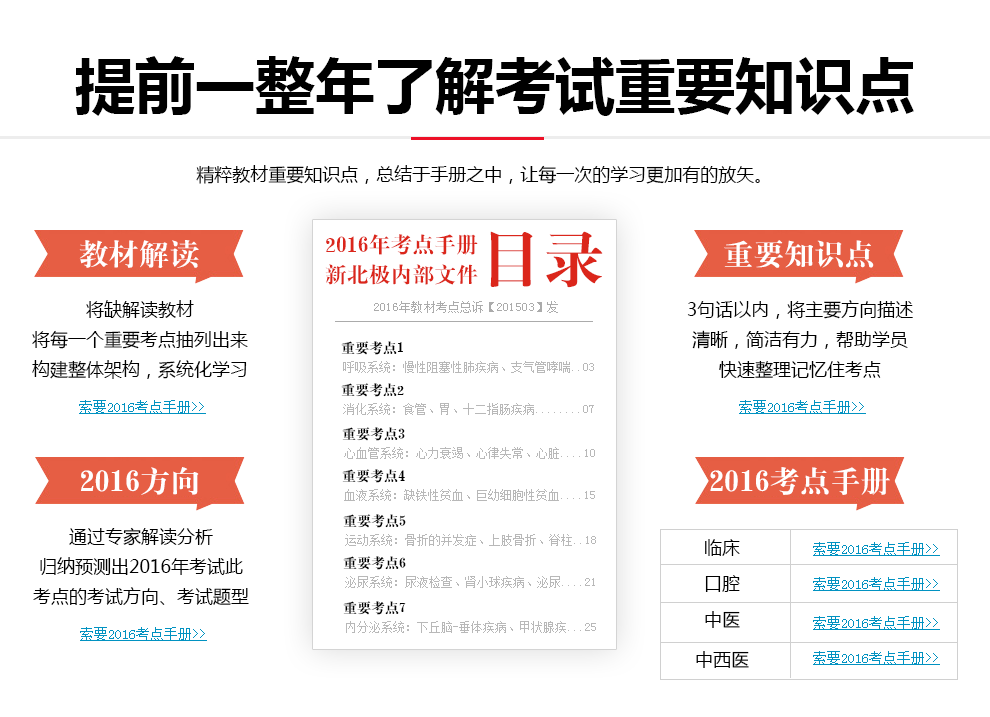 提前一整年了解考试重要知识点
精粹教材重要知识点，总结于手册之中，让每一次的学习更加有的放矢。
教材解读
将缺解读教材
将每一个重要考点抽列出来
构建整体架构，系统化学习
索要2016考点手册>>
2016方向
通过专家解读分析
归纳预测出2016年考试此
考点的考试方向、考试题型
索要2016考点手册>>
2016年考点手册
新北极内部文件
目录
2016年教材考点总诉【201503】发
重要考点1
呼吸系统：慢性阻塞性肺疾病、支气管哮喘..03
重要考点2
消化系统：食管、胃、十二指肠疾病........07
重要考点3
心血管系统：心力衰竭、心律失常、心脏....10
重要考点4
血液系统：缺铁性贫血、巨幼细胞性贫血....15
重要考点5
运动系统：骨折的并发症、上肢骨折、脊柱..18
重要考点6
泌尿系统：尿液检查、肾小球疾病、泌尿....21
重要考点7
内分泌系统：下丘脑-垂体疾病、甲状腺疾...25
重要知识点
3句话以内，将主要方向描述
清晰，简洁有力，帮助学员
快速整理记忆住考点
索要2016考点手册>>
2016考点手册
临床 索要2016考点手册>>
口腔 索要2016考点手册>>
中医 索要2016考点手册>>
中西医 索要2016考点手册>>